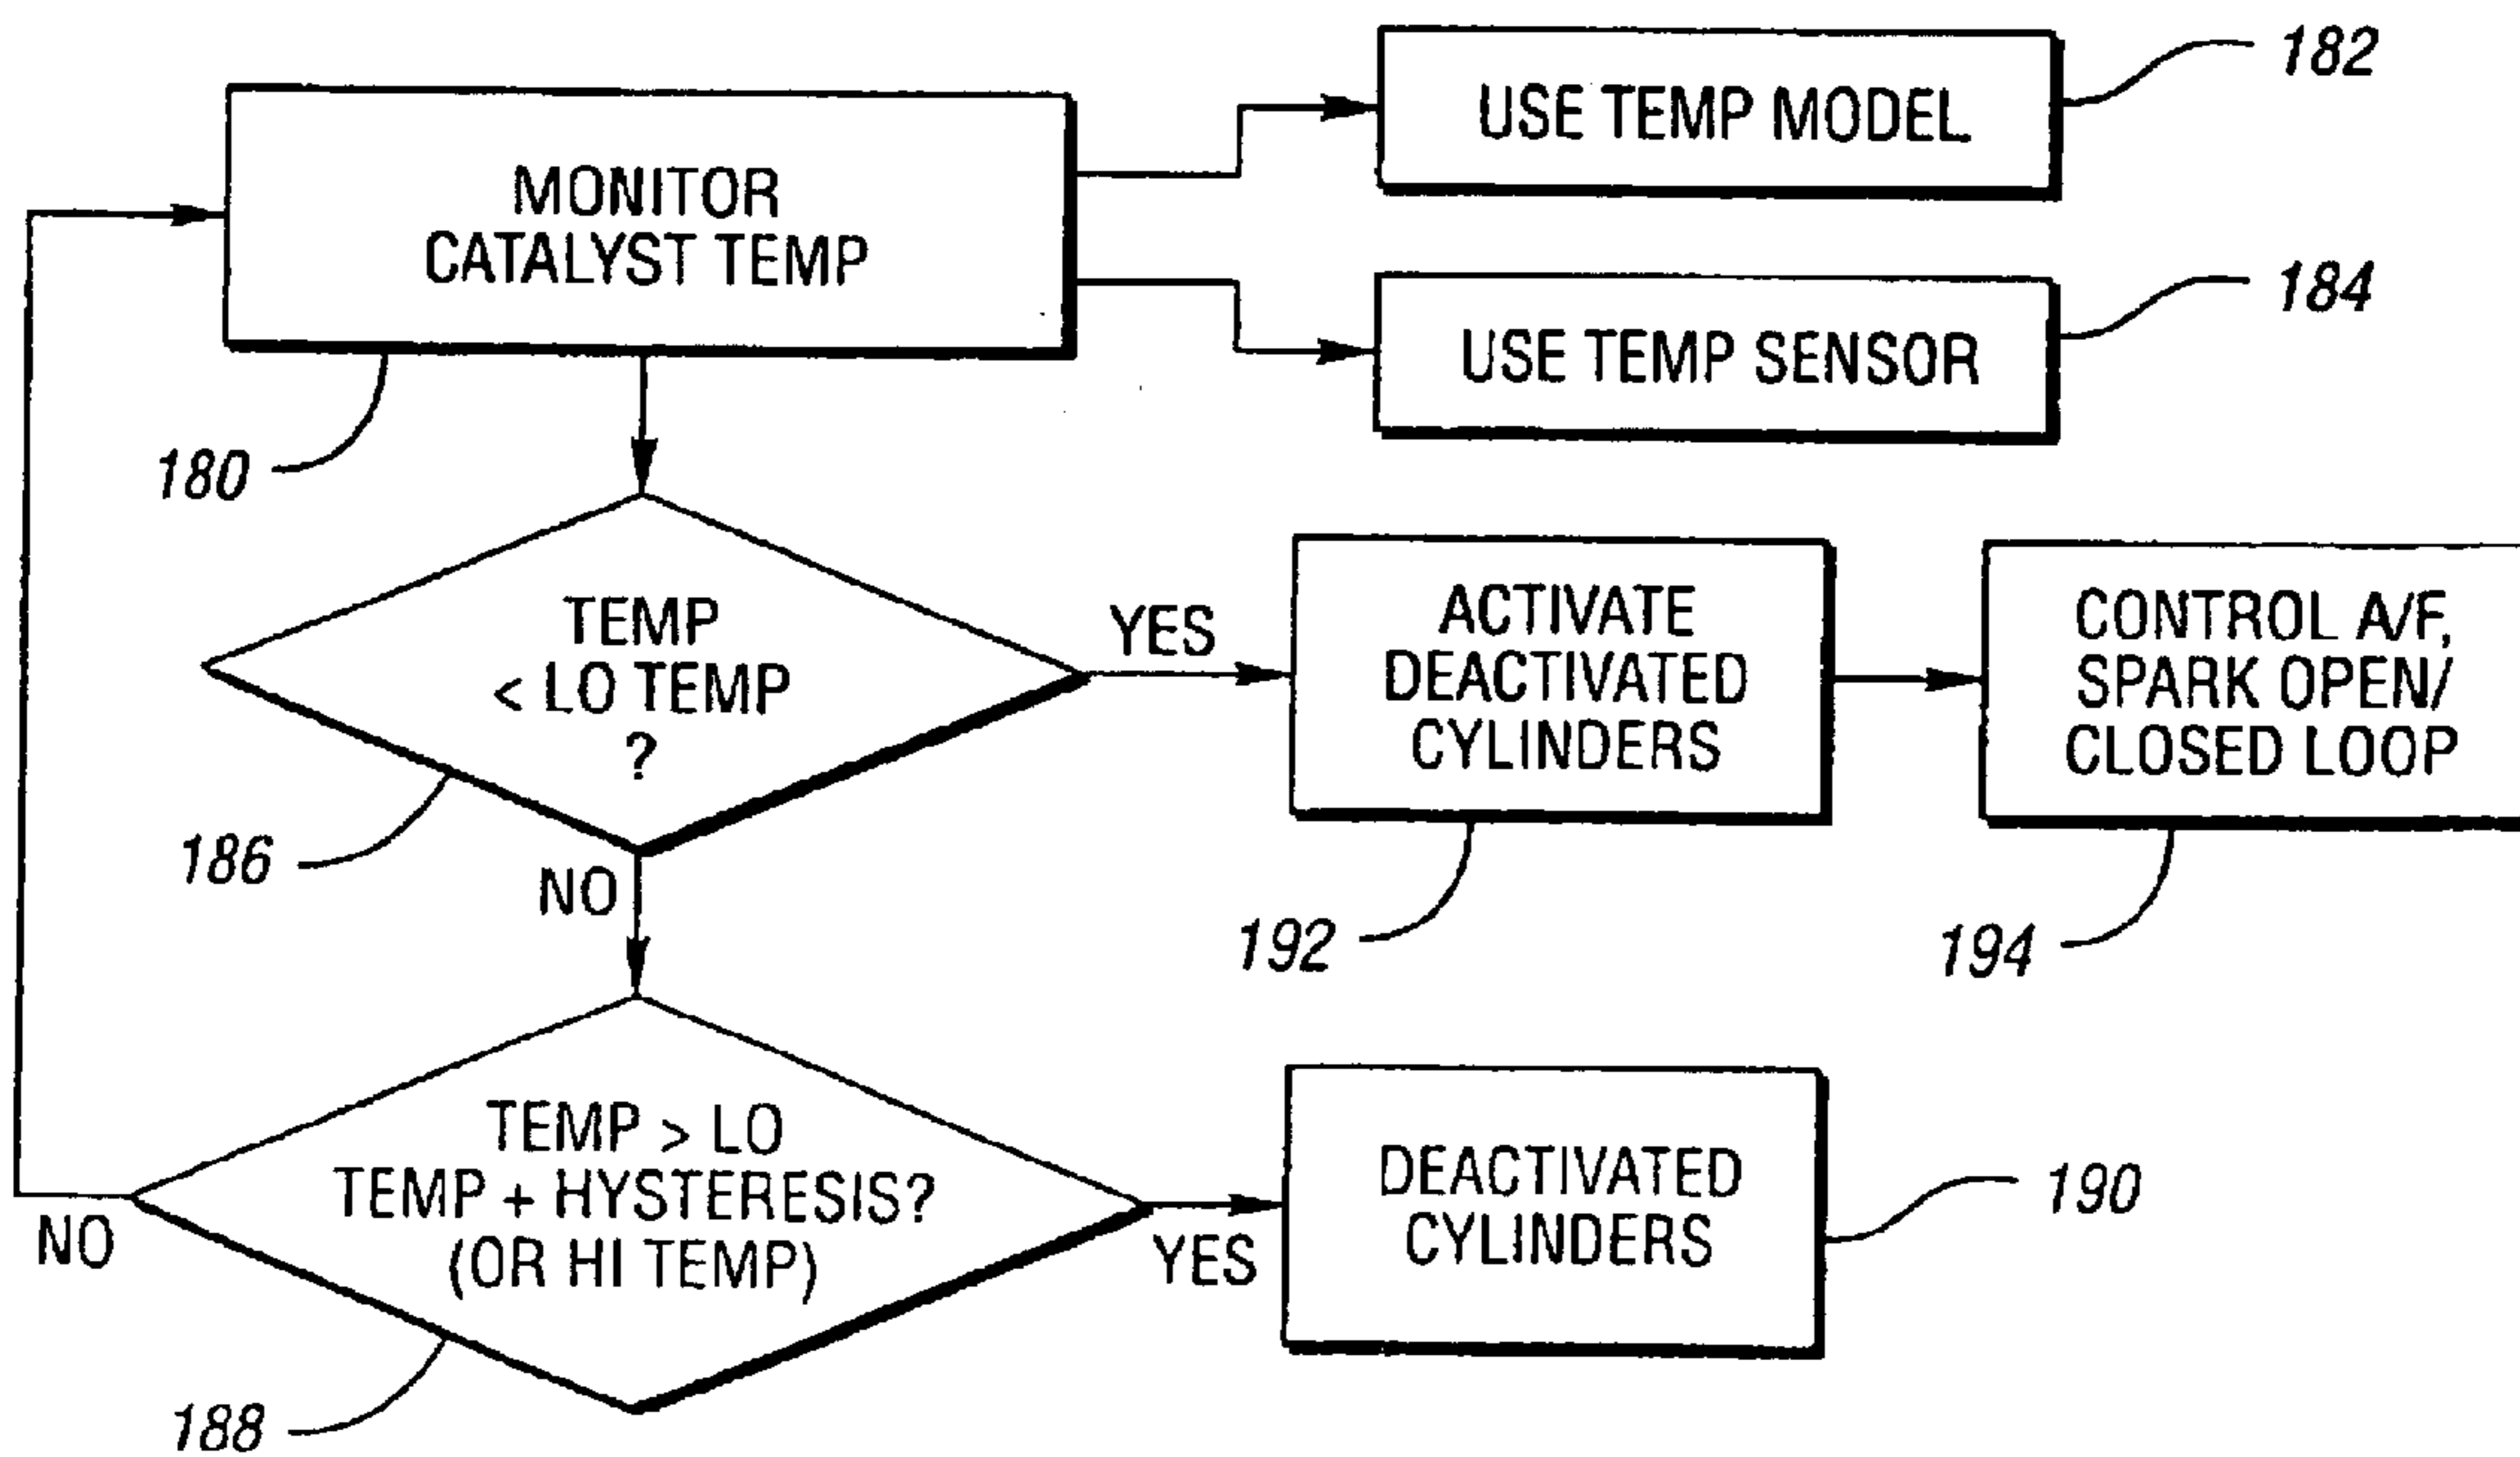 USE TEMP MODEL
182
MONITOR
CATALYST TEMP
USE TEMP SENSOR
184
180
TEMP
< LO TEMP
?
YES
ACTIVATE
DEACTIVATED
CYLINDERS
CONTROL A/F,
SPARK OPEN/
CLOSED LOOP
186
NO
192
194
TEMP > LO
TEMP + HYSTERESIS?
(OR HI TEMP)
NO
YES
DEACTIVATED
CYLINDERS
190
188